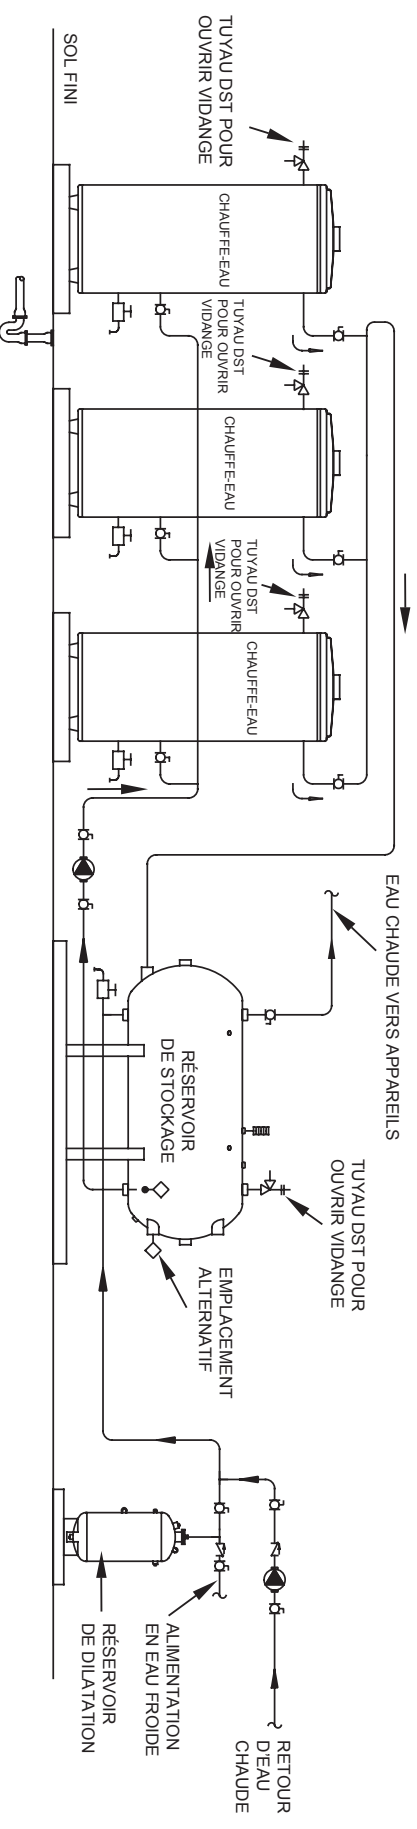 SOL FINI
TUYAU DST POUR
OUVRIR VIDANGE
CHAUFFE-EAU
TUYAU DST
POUR OUVRIR
VIDANGE
CHAUFFE-EAU
TUYAU DST
POUR OUVRIR
VIDANGE
CHAUFFE-EAU
EAU CHAUDE VERS APPAREILS
RÉSERVOIR
DE STOCKAGE
TUYAU DST POUR
OUVRIR VIDANGE
EMPLACEMENT
ALTERNATIF
RÉSERVOIR
DE DILATATION
ALIMENTATION
EN EAU FROIDE
RETOUR
D'EAU
CHAUDE